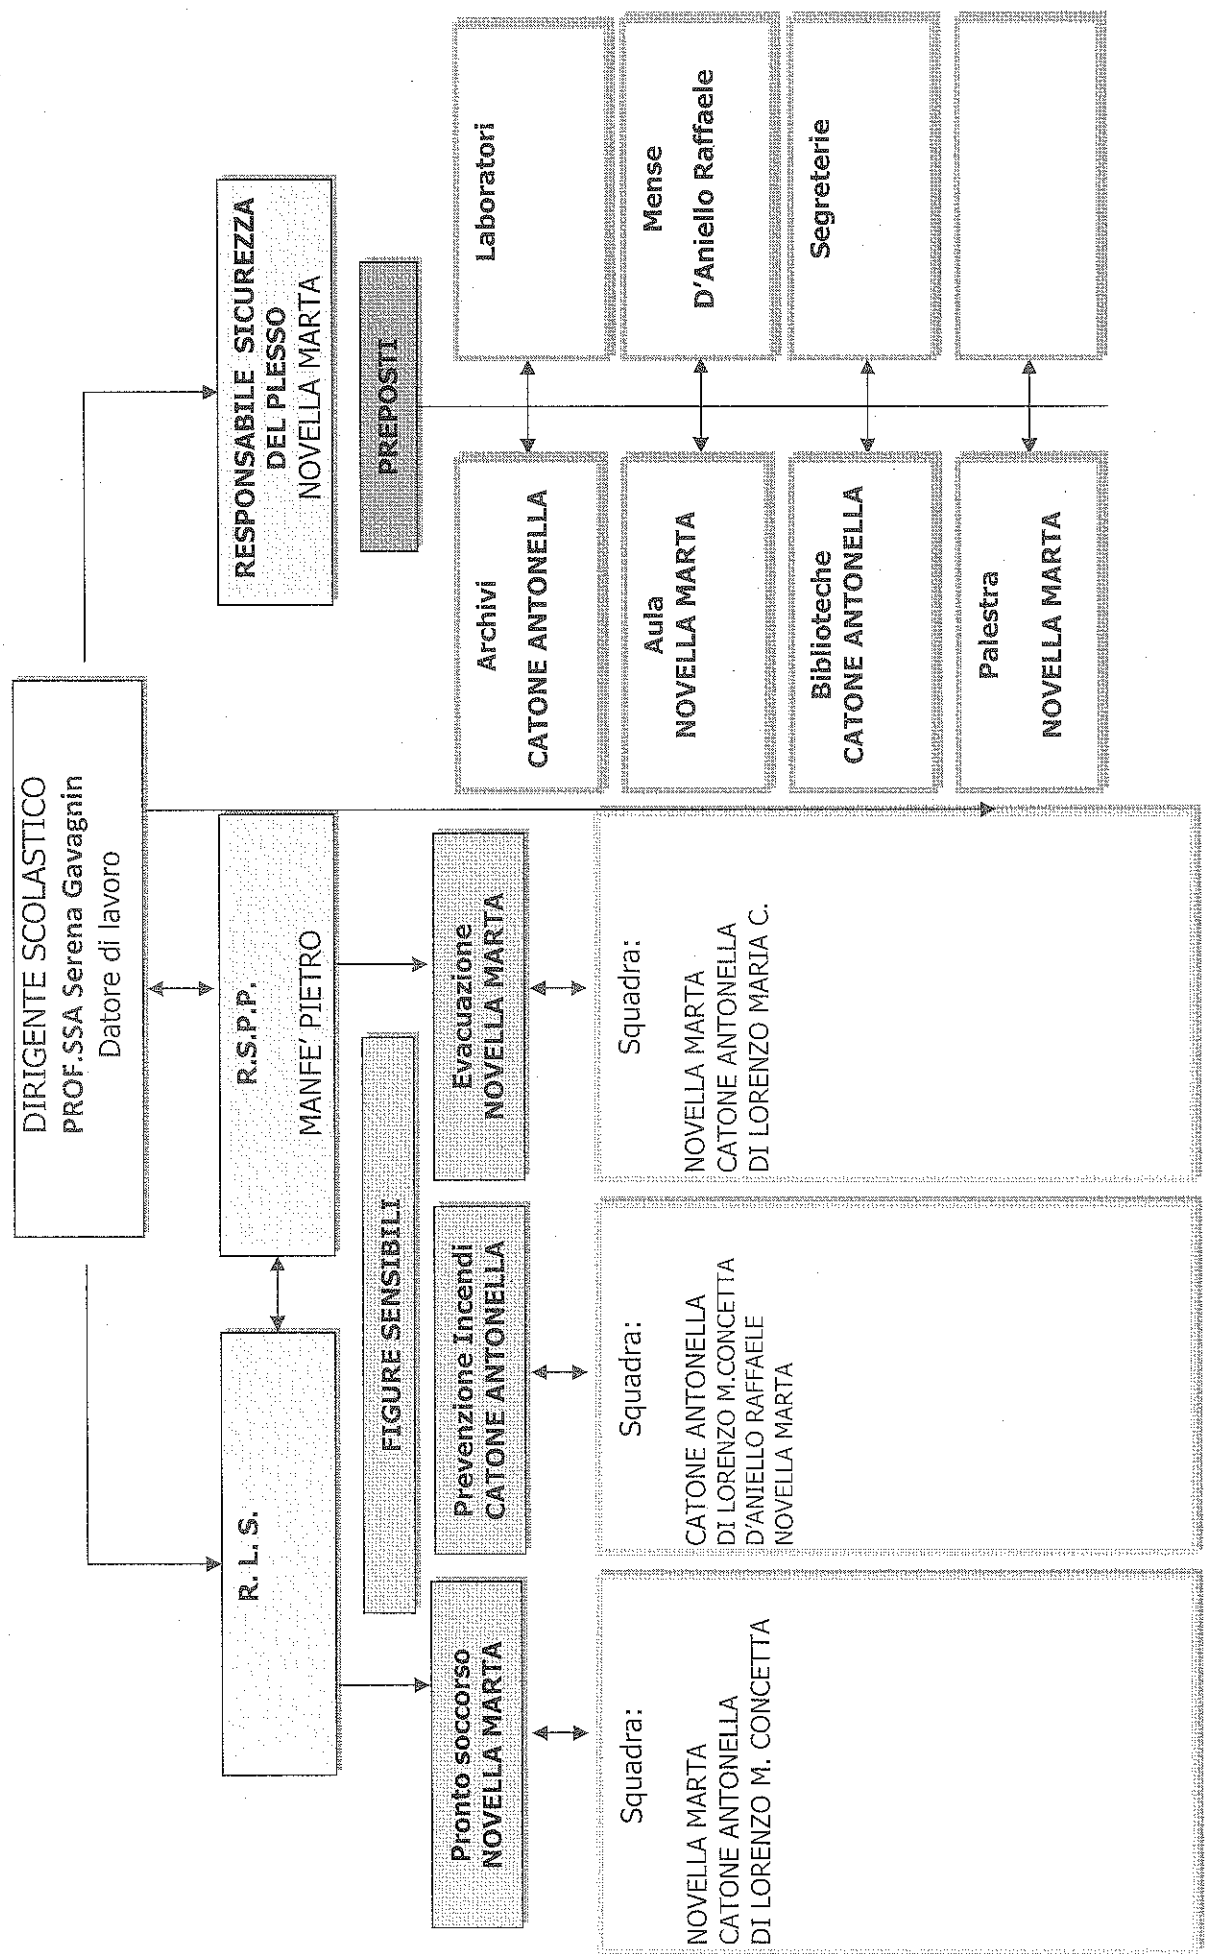 DIRIGENTE SCOLASTICO
PROF.SSA Serena Gavagnin
Datore di lavoro
R. L. S.
R.S.P.P.
MANFE' PIETRO
RESPONSABILE SICUREZZA
DEL PLESSO
NOVELLA MARTA
FIGURE SENSIBILI
PREPOSTI
Pronto soccorso
NOVELLA MARTA
Prevenzione Incendi
CATONE ANTONELLA
Evacuazione
NOVELLA MARTA
Squadra:
NOVELLA MARTA
CATONE ANTONELLA
DI LORENZO M. CONCETTA
Squadra:
CATONE ANTONELLA
DI LORENZO M.CONCETTA
D'ANIELLO RAFFAELE
NOVELLA MARTA
Squadra:
NOVELLA MARTA
CATONE ANTONELLA
DI LORENZO MARIA C.
Archivi
CATONE ANTONELLA
Laboratori
Aula
NOVELLA MARTA
Mense
D'Aniello Raffaele
Biblioteche
CATONE ANTONELLA
Segreterie
Palestra
NOVELLA MARTA